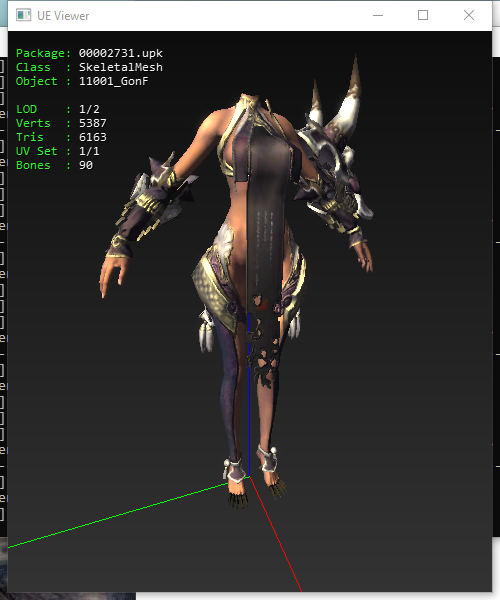 UE Viewer
Package: 00002731.upk
Class : SkeletalMesh
Object : 11001_GonF
LOD : 1/2
Verts : 5387
Tris : 6163
UV Set : 1/1
Bones : 90